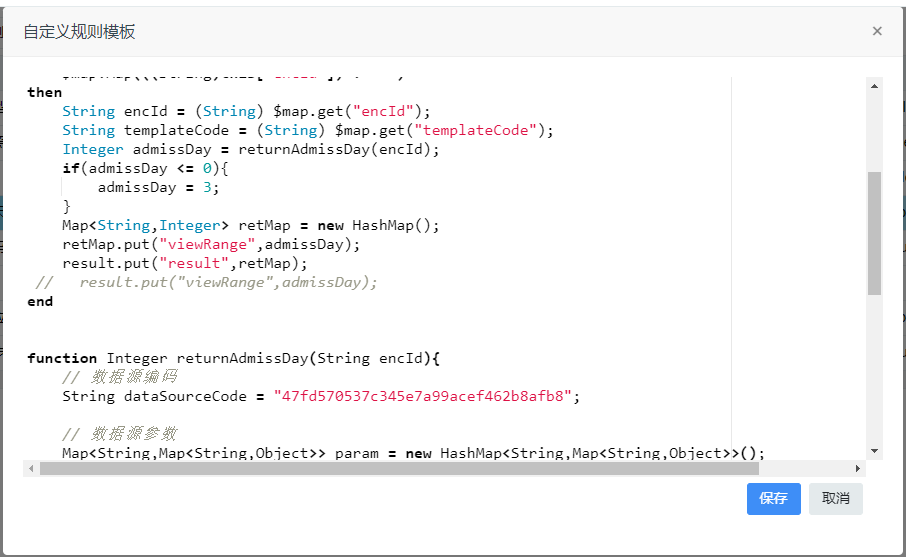 自定义规则模板
×
then
String encId = (String) $map.get("encId");
String templateCode = (String) $map.get("templateCode");
Integer admissDay = returnAdmissDay(encId);
if(admissDay <= 0){
admissDay = 3;
}
Map<String,Integer> retMap = new HashMap();
retMap.put("viewRange",admissDay);
result.put("result",retMap);
// result.put("viewRange",admissDay);
end
function Integer returnAdmissDay(String encId){
// 数据源编码
String dataSourceCode = "47fd570537c345e7a99acef462b8afb8";
// 数据源参数
Map<String,Map<String,Object>> param = new HashMap<String,Map<String,Object>>();
保存 取消